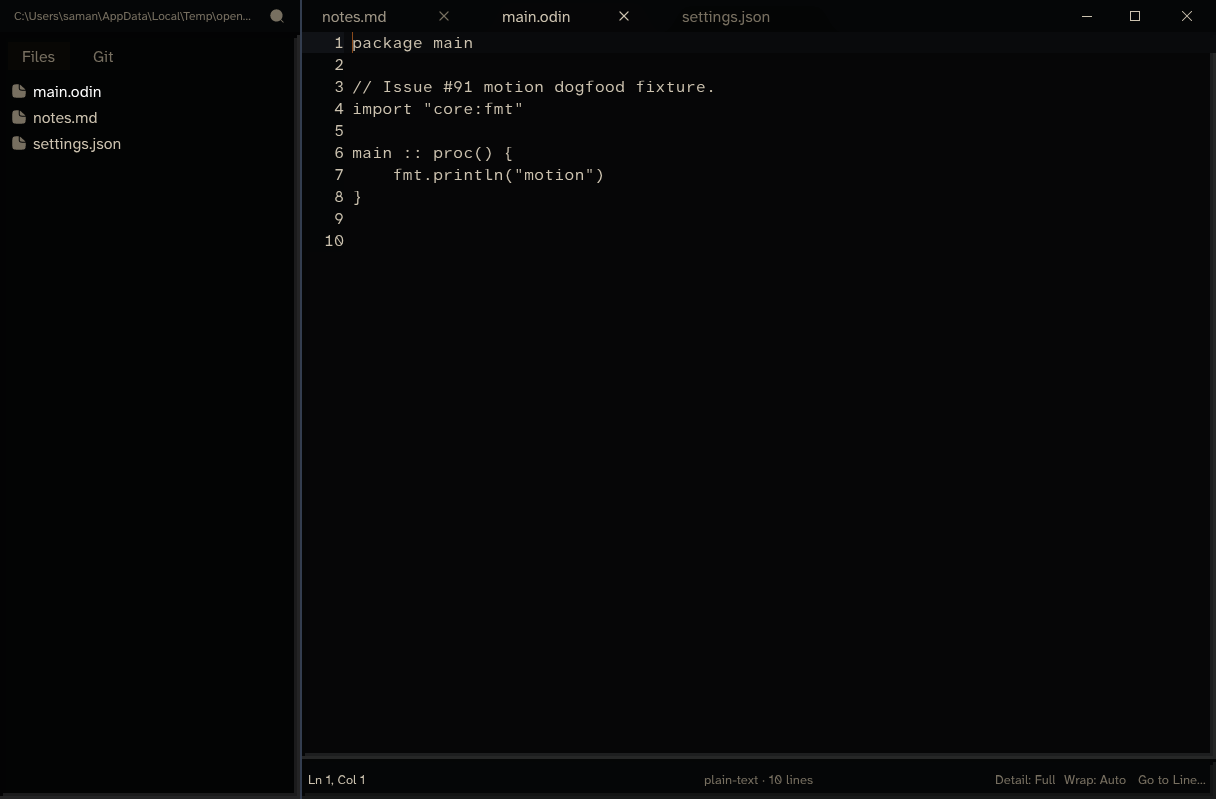 C:\Users\saman\AppData\Local\Temp\open...
notes.md
main.odin
settings.json
Files Git
main.odin
notes.md
settings.json
1 package main
2
3 // Issue #91 motion dogfood fixture.
4 import "core:fmt"
5
6 main :: proc() {
7     fmt.println("motion")
8 }
9
10
Ln 1, Col 1
plain-text · 10 lines
Detail: Full Wrap: Auto Go to Line...